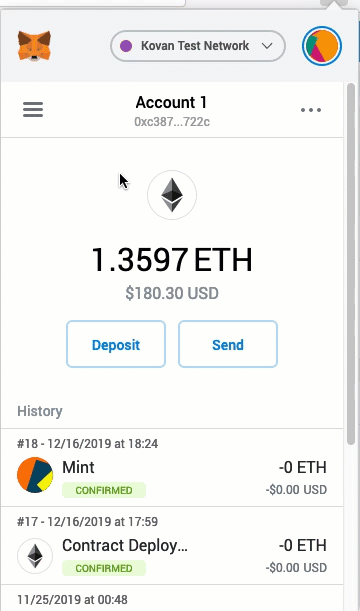 Kovan Test Network
Account 1
0xc387...722c
1.3597 ETH
$180.30 USD
Deposit
Send
History
#18 - 12/16/2019 at 18:24
Mint
-0 ETH
CONFIRMED
-$0.00 USD
#17 - 12/16/2019 at 17:59
Contract Deploy...
-0 ETH
CONFIRMED
-$0.00 USD
11/25/2019 at 00:48